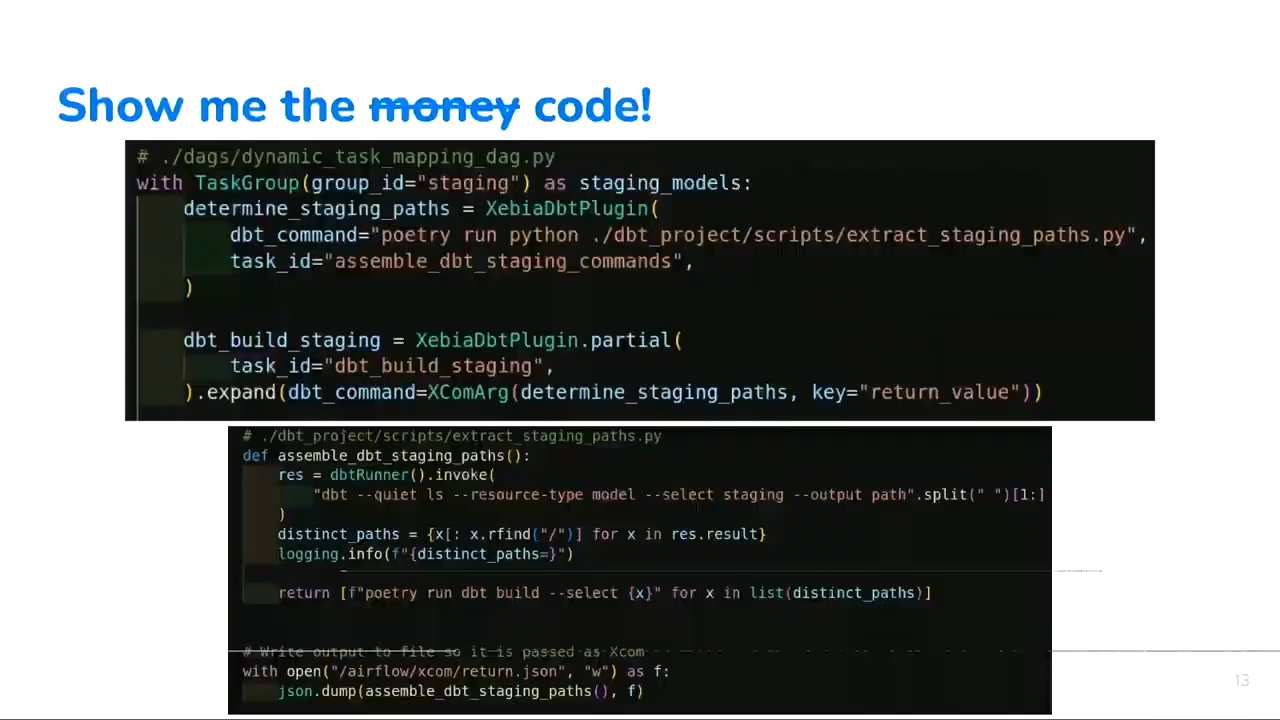 Show me the money code!
# ./dags/dynamic_task_mapping_dag.py
with TaskGroup(group_id="staging") as staging_models:
    determine_staging_paths = XebiaDbtPlugin(
        dbt_command="poetry run python ./dbt_project/scripts/extract_staging_paths.py",
        task_id="assemble_dbt_staging_commands",
    )
    dbt_build_staging = XebiaDbtPlugin.partial(
        task_id="dbt_build_staging",
    ).expand(dbt_command=XComArg(determine_staging_paths, key="return_value"))
# ./dbt_project/scripts/extract_staging_paths.py
def assemble_dbt_staging_paths():
    res = dbtRunner().invoke(
        "dbt --quiet ls --resource-type model --select staging --output path".split(" ")[1:]
    )
    distinct_paths = {x[: x.rfind("/")] for x in res.result}
    logging.info(f"{distinct_paths=}")
    return [f"poetry run dbt build --select {x}" for x in list(distinct_paths)]
# Write output to file so it is passed as Xcom
with open("/airflow/xcom/return.json", "w") as f:
    json.dump(assemble_dbt_staging_paths(), f)
13